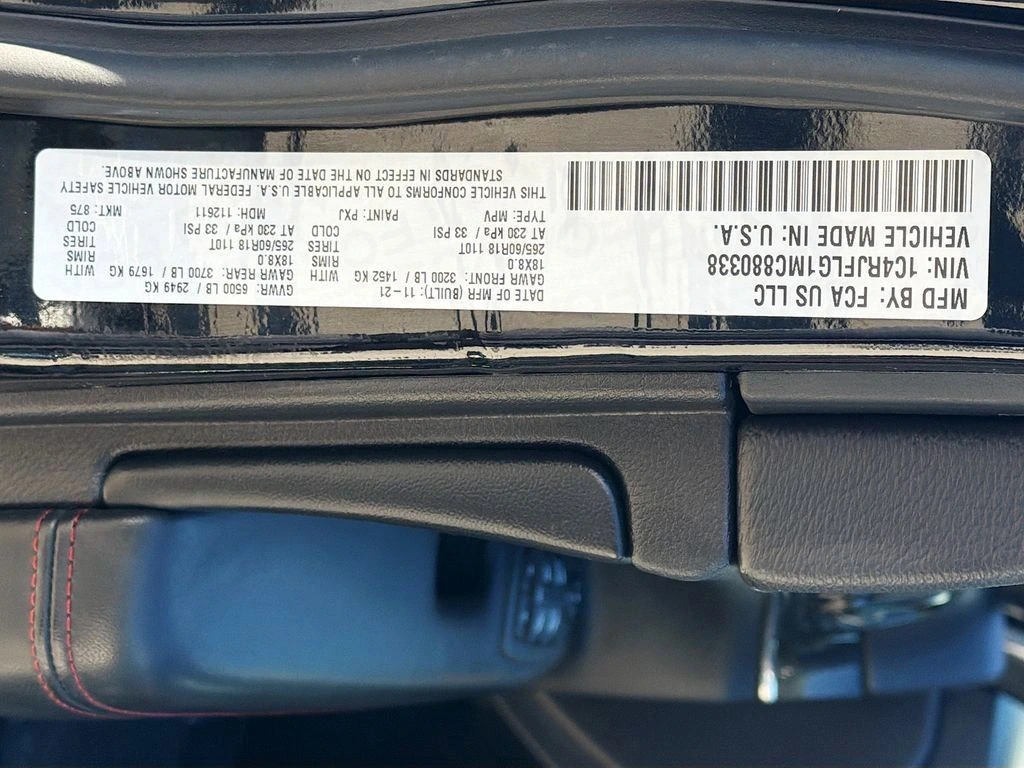 MFD BY: FCA US LLC
VIN: 1C4RJFLG1MC880338
VEHICLE MADE IN: U.S.A.
DATE OF MFR (BUILT): 11-21 GVWR: 6500 LB / 2949 KG
GAWR FRONT: 3200 LB / 1452 KG WITH GAWR REAR: 3700 LB / 1679 KG WITH
18X8.0 RIMS 18X8.0 RIMS
265/60R18 110T TIRES 265/60R18 110T TIRES
AT 230 kPa / 33 PSI COLD AT 230 kPa / 33 PSI COLD
TYPE: MPV PAINT: PXJ MDH: 112611 MKT: 875
THIS VEHICLE CONFORMS TO ALL APPLICABLE U.S.A. FEDERAL MOTOR VEHICLE SAFETY
STANDARDS IN EFFECT ON THE DATE OF MANUFACTURE SHOWN ABOVE.